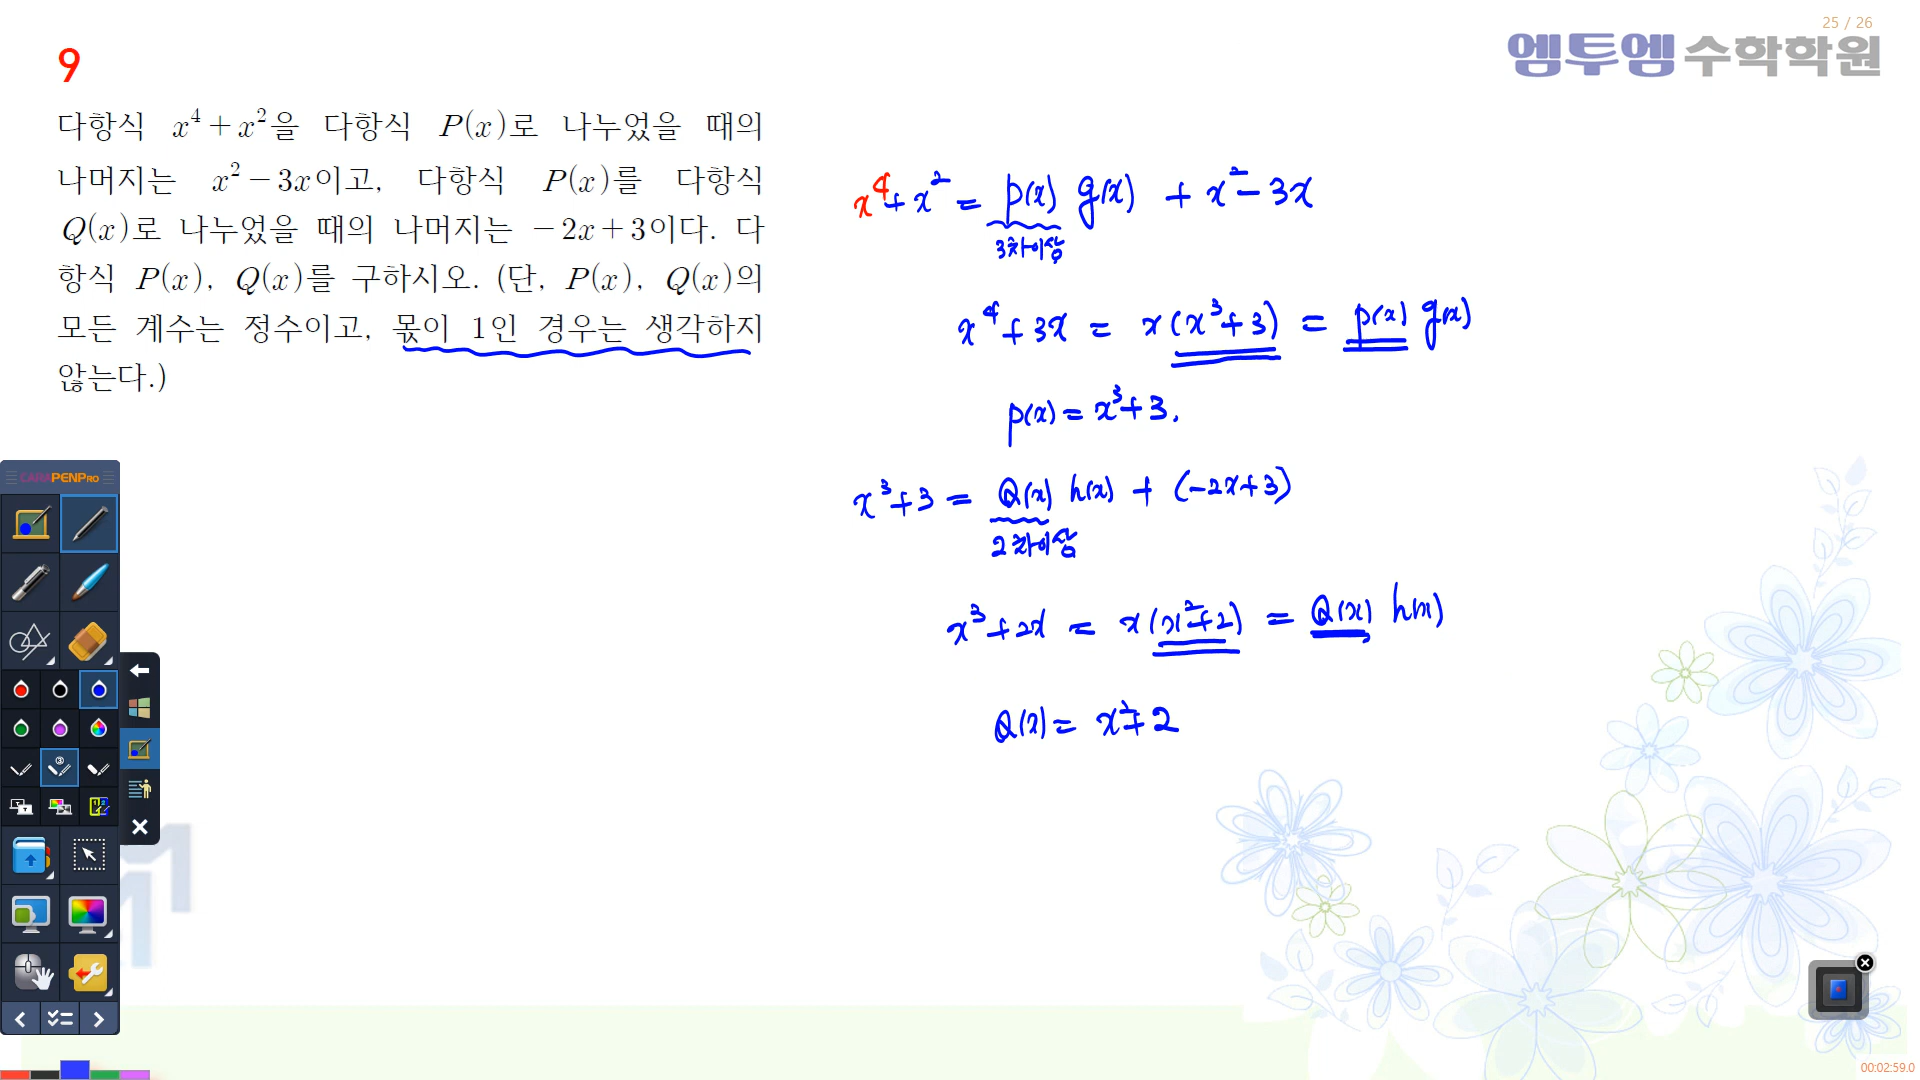 25 / 26
엠투엠 수학학원
9
다항식 x⁴+x²을 다항식 P(x)로 나누었을 때의
나머지는 x²−3x이고, 다항식 P(x)를 다항식
Q(x)로 나누었을 때의 나머지는 −2x+3이다. 다
항식 P(x), Q(x)를 구하시오. (단, P(x), Q(x)의
모든 계수는 정수이고, 몫이 1인 경우는 생각하지
않는다.)
x⁴+x² = p(x) g(x) + x²−3x
3차이상
x⁴+3x = x(x³+3) = p(x) g(x)
p(x) = x³+3.
x³+3 = Q(x) h(x) + (−2x+3)
2차이상
x³+2x = x(x²+2) = Q(x) h(x)
Q(x) = x²+2
CARAPENPRO
③
00:02:59.0